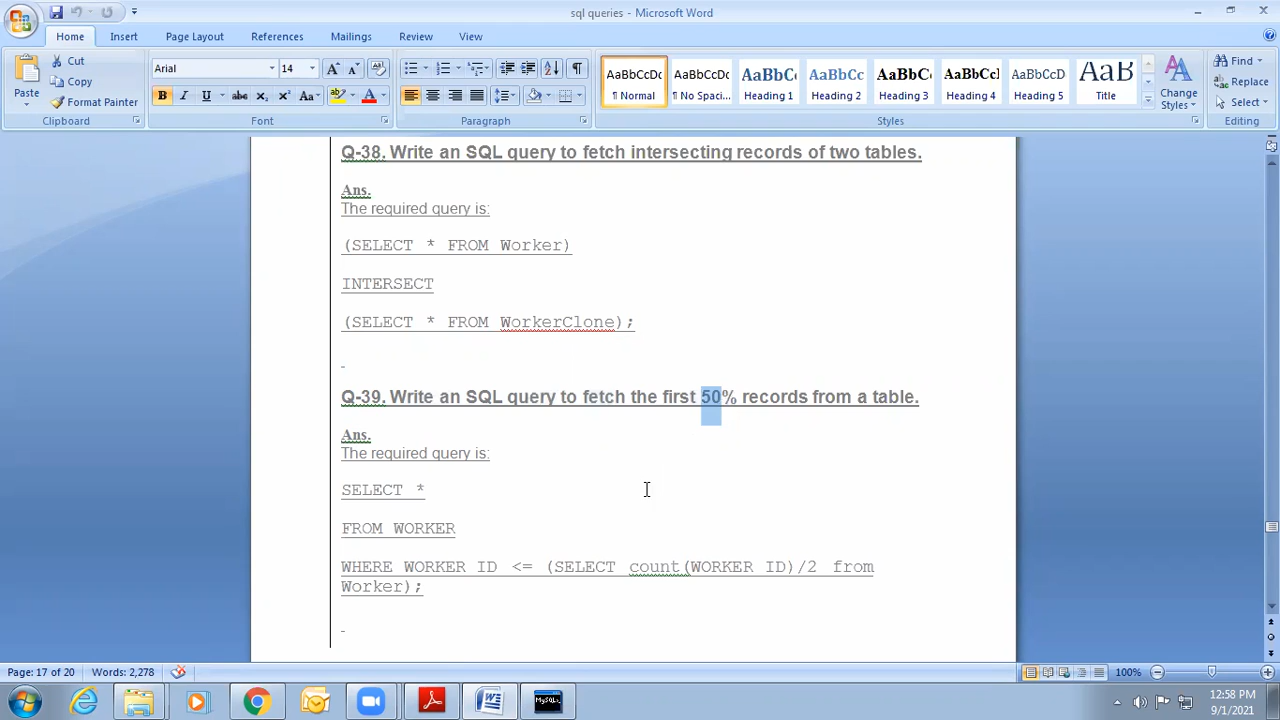 sql queries - Microsoft Word
Home Insert Page Layout References Mailings Review View
Paste
Cut
Copy
Format Painter
Clipboard
Arial 14
Font
Paragraph
AaBbCcDc AaBbCcDc AaBbC AaBbCc AaBbC AaBbCcI AaBbCcD AaB
¶ Normal ¶ No Spaci... Heading 1 Heading 2 Heading 3 Heading 4 Heading 5 Title
Change Styles
Styles
Find
Replace
Select
Editing
Q-38. Write an SQL query to fetch intersecting records of two tables.
Ans.
The required query is:
(SELECT * FROM Worker)
INTERSECT
(SELECT * FROM WorkerClone);
Q-39. Write an SQL query to fetch the first 50% records from a table.
Ans.
The required query is:
SELECT *
FROM WORKER
WHERE WORKER ID <= (SELECT count(WORKER ID)/2 from
Worker);
Page: 17 of 20 Words: 2,278 100%
MySQL
12:58 PM
9/1/2021